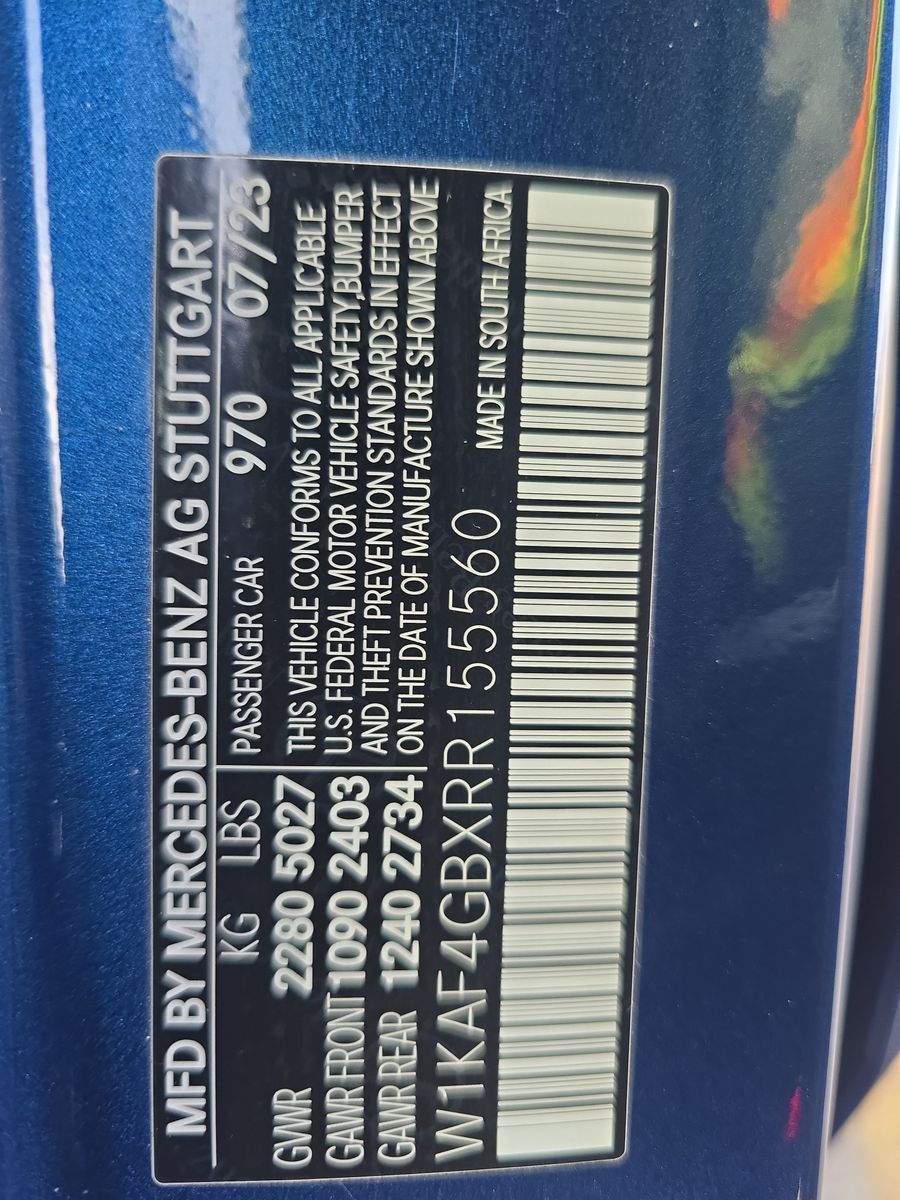 MFD BY MERCEDES-BENZ AG STUTTGART
KG LBS PASSENGER CAR 970 07/23
GVWR 2280 5027
GAWR FRONT 1090 2403
GAWR REAR 1240 2734
THIS VEHICLE CONFORMS TO ALL APPLICABLE
U.S. FEDERAL MOTOR VEHICLE SAFETY,BUMPER
AND THEFT PREVENTION STANDARDS IN EFFECT
ON THE DATE OF MANUFACTURE SHOWN ABOVE
W1KAF4GBXRR155560 MADE IN SOUTH AFRICA